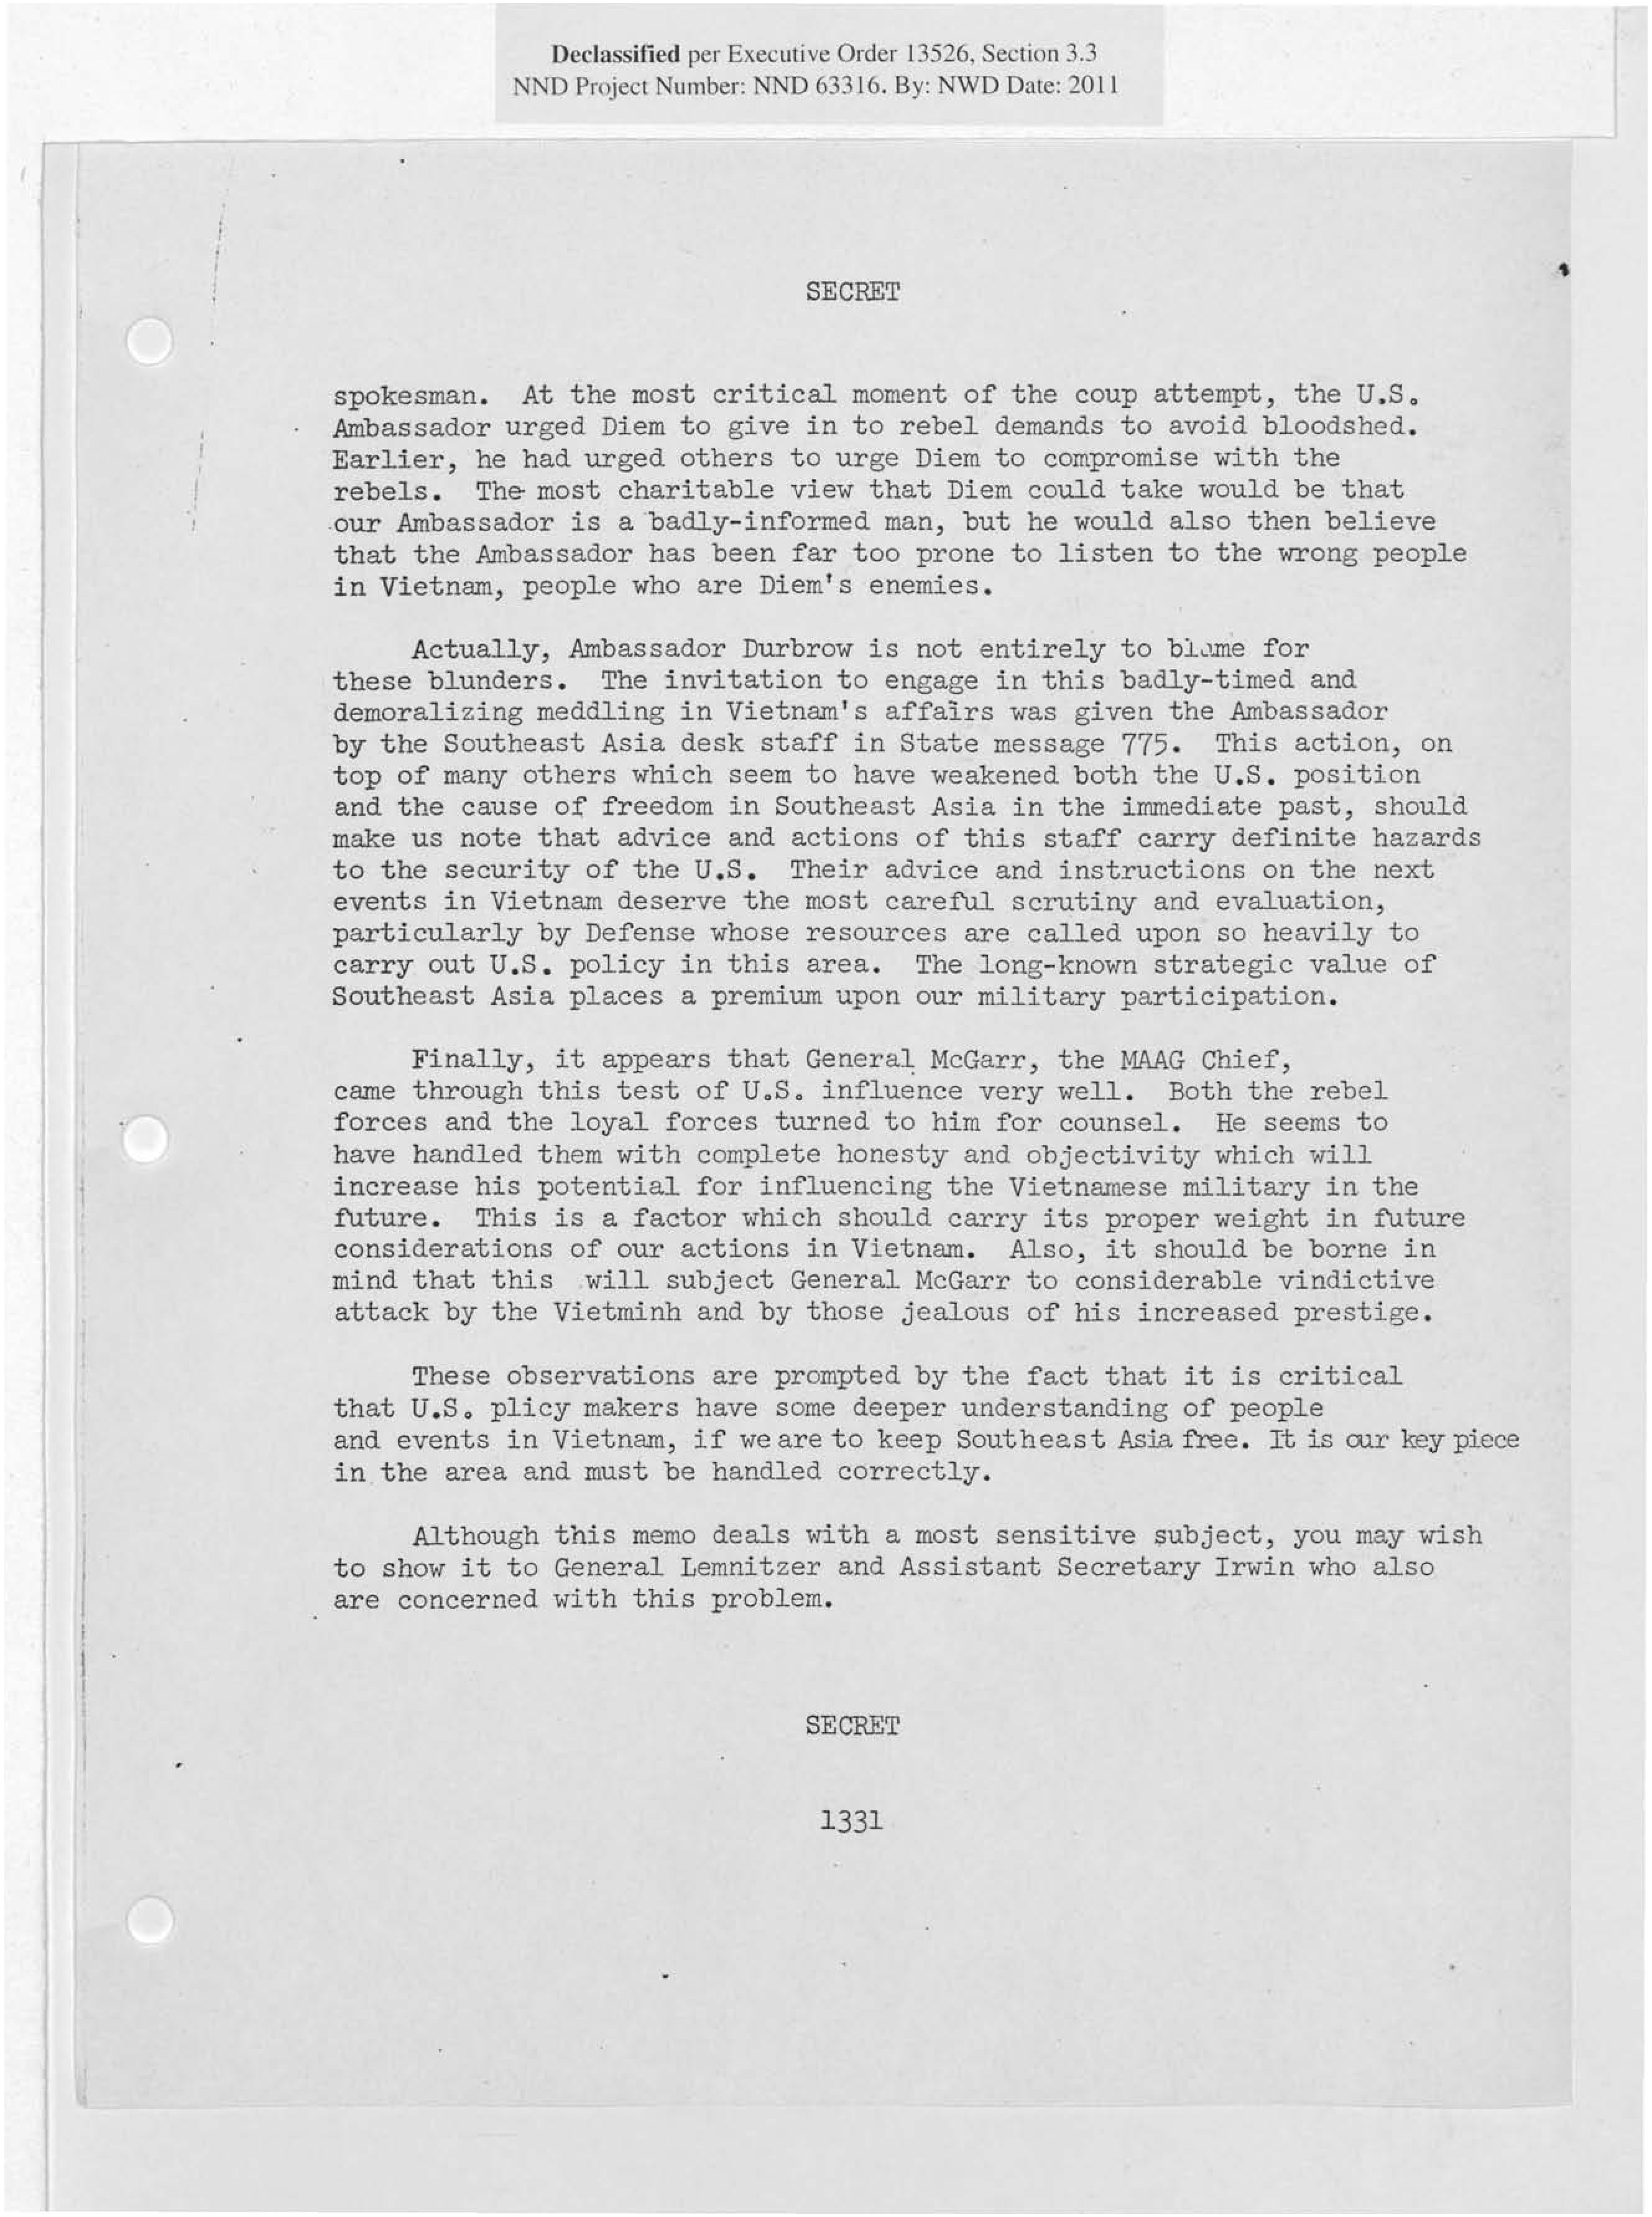 Declassified per Executive Order 13526, Section 3.3
NND Project Number: NND 63316. By: NWD Date: 2011
SECRET
spokesman. At the most critical moment of the coup attempt, the U.S.
Ambassador urged Diem to give in to rebel demands to avoid bloodshed.
Earlier, he had urged others to urge Diem to compromise with the
rebels. The most charitable view that Diem could take would be that
our Ambassador is a badly-informed man, but he would also then believe
that the Ambassador has been far too prone to listen to the wrong people
in Vietnam, people who are Diem's enemies.
Actually, Ambassador Durbrow is not entirely to blame for
these blunders. The invitation to engage in this badly-timed and
demoralizing meddling in Vietnam's affairs was given the Ambassador
by the Southeast Asia desk staff in State message 775. This action, on
top of many others which seem to have weakened both the U.S. position
and the cause of freedom in Southeast Asia in the immediate past, should
make us note that advice and actions of this staff carry definite hazards
to the security of the U.S. Their advice and instructions on the next
events in Vietnam deserve the most careful scrutiny and evaluation,
particularly by Defense whose resources are called upon so heavily to
carry out U.S. policy in this area. The long-known strategic value of
Southeast Asia places a premium upon our military participation.
Finally, it appears that General McGarr, the MAAG Chief,
came through this test of U.S. influence very well. Both the rebel
forces and the loyal forces turned to him for counsel. He seems to
have handled them with complete honesty and objectivity which will
increase his potential for influencing the Vietnamese military in the
future. This is a factor which should carry its proper weight in future
considerations of our actions in Vietnam. Also, it should be borne in
mind that this will subject General McGarr to considerable vindictive
attack by the Vietminh and by those jealous of his increased prestige.
These observations are prompted by the fact that it is critical
that U.S. plicy makers have some deeper understanding of people
and events in Vietnam, if we are to keep Southeast Asia free. It is our key piece
in the area and must be handled correctly.
Although this memo deals with a most sensitive subject, you may wish
to show it to General Lemnitzer and Assistant Secretary Irwin who also
are concerned with this problem.
SECRET
1331